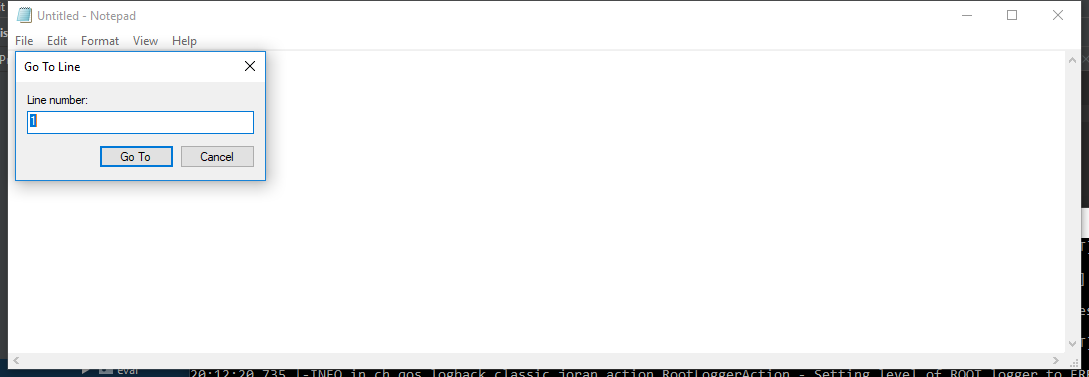 Untitled - Notepad
File Edit Format View Help
Go To Line
Line number:
1
Go To Cancel
eval
20:12:20,735 |-INFO in ch.qos.logback.classic.joran.action.RootLoggerAction - Setting level of ROOT logger to